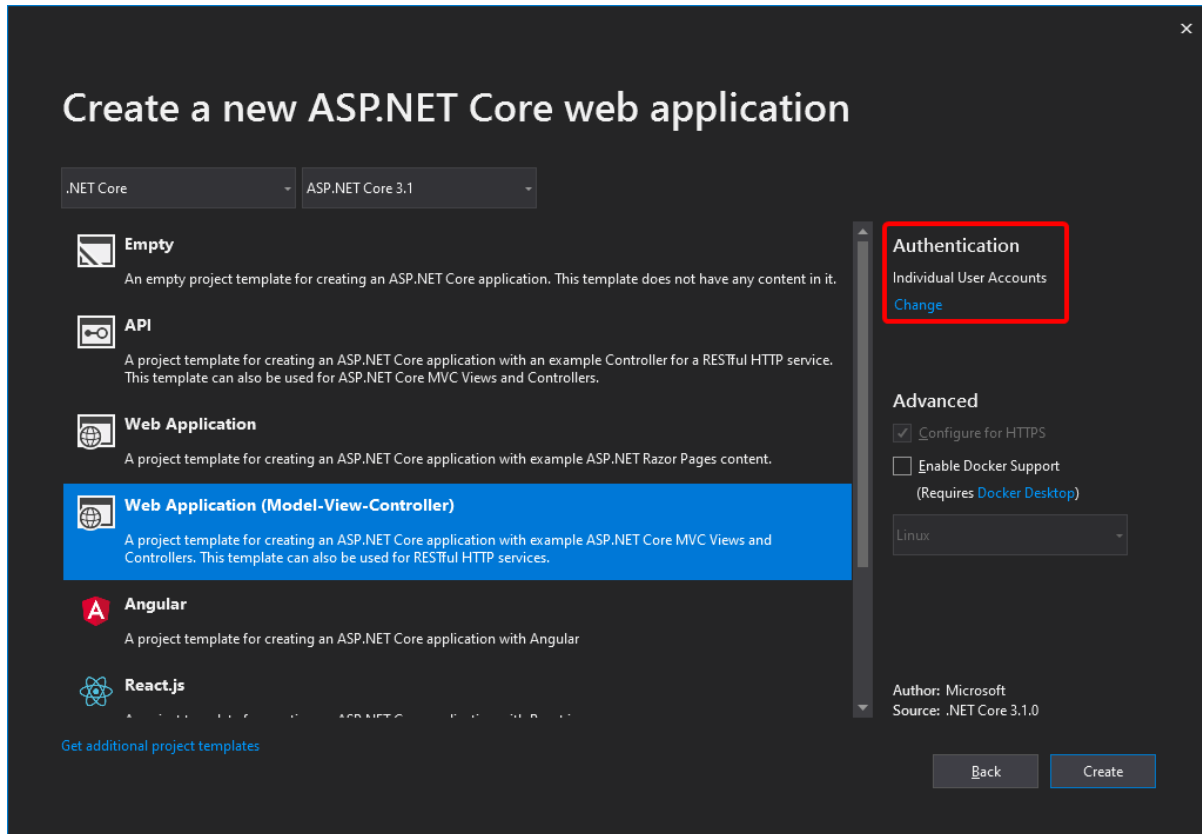 Create a new ASP.NET Core web application
.NET Core
ASP.NET Core 3.1
Empty
An empty project template for creating an ASP.NET Core application. This template does not have any content in it.
API
A project template for creating an ASP.NET Core application with an example Controller for a RESTful HTTP service.
This template can also be used for ASP.NET Core MVC Views and Controllers.
Web Application
A project template for creating an ASP.NET Core application with example ASP.NET Razor Pages content.
Web Application (Model-View-Controller)
A project template for creating an ASP.NET Core application with example ASP.NET Core MVC Views and
Controllers. This template can also be used for RESTful HTTP services.
Angular
A project template for creating an ASP.NET Core application with Angular
React.js
Get additional project templates
Authentication
Individual User Accounts
Change
Advanced
Configure for HTTPS
Enable Docker Support
(Requires Docker Desktop)
Linux
Author: Microsoft
Source: .NET Core 3.1.0
Back
Create